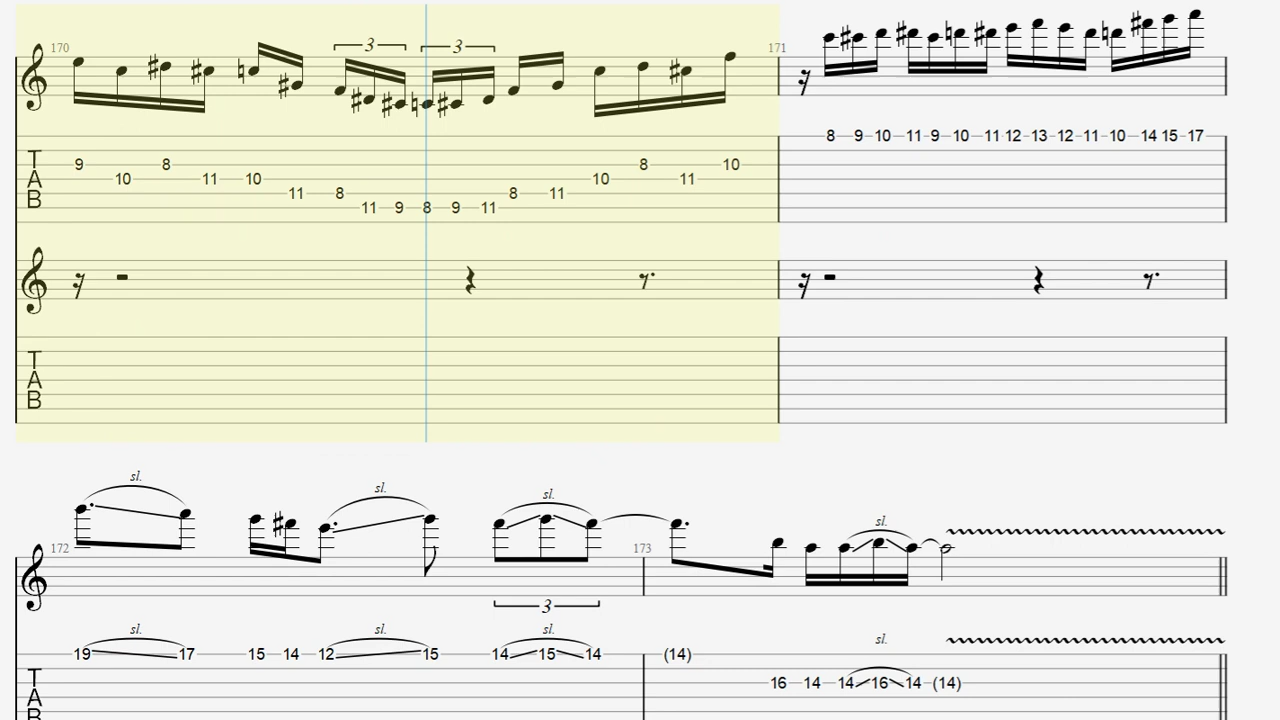 3 3
170 171
8 9 10 11 9 10 11 12 13 12 11 10 14 15 17
T 9 8 8 10
A 10 11 10 10 11
B 11 8 8 11
11 9 8 9 11
T
A
B
sl. sl. sl. sl.
172 173
3
sl. sl. sl. sl.
19 17 15 14 12 15 14 15 14 (14)
T 16 14 14 16 14 (14)
A
B